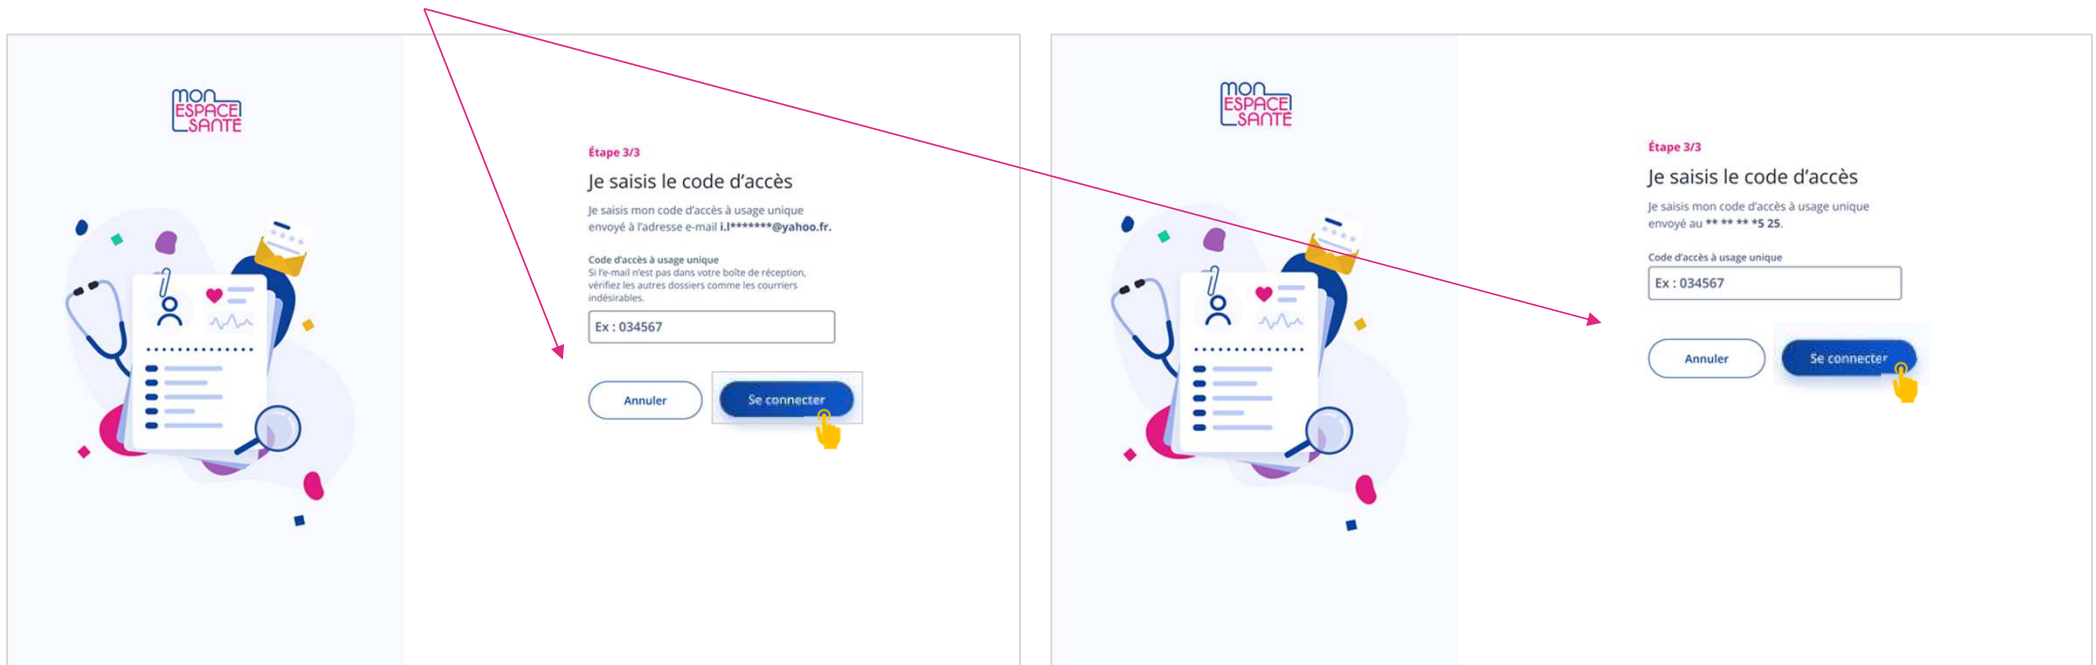 mon
ESPACE
SANTÉ
Étape 3/3
Je saisis le code d'accès
Je saisis mon code d'accès à usage unique
envoyé à l'adresse e-mail i.l*******@yahoo.fr.
Code d'accès à usage unique
Si l'e-mail n'est pas dans votre boîte de réception,
vérifiez les autres dossiers comme les courriers
indésirables.
Ex : 034567
Annuler
Se connecter
mon
ESPACE
SANTÉ
Étape 3/3
Je saisis le code d'accès
Je saisis mon code d'accès à usage unique
envoyé au ** ** ** *5 25.
Code d'accès à usage unique
Ex : 034567
Annuler
Se connecter